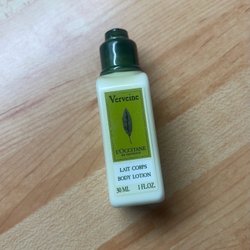 Verveine
L'OCCITANE
LAIT CORPS
BODY LOTION
30 ML 1 FL.OZ.